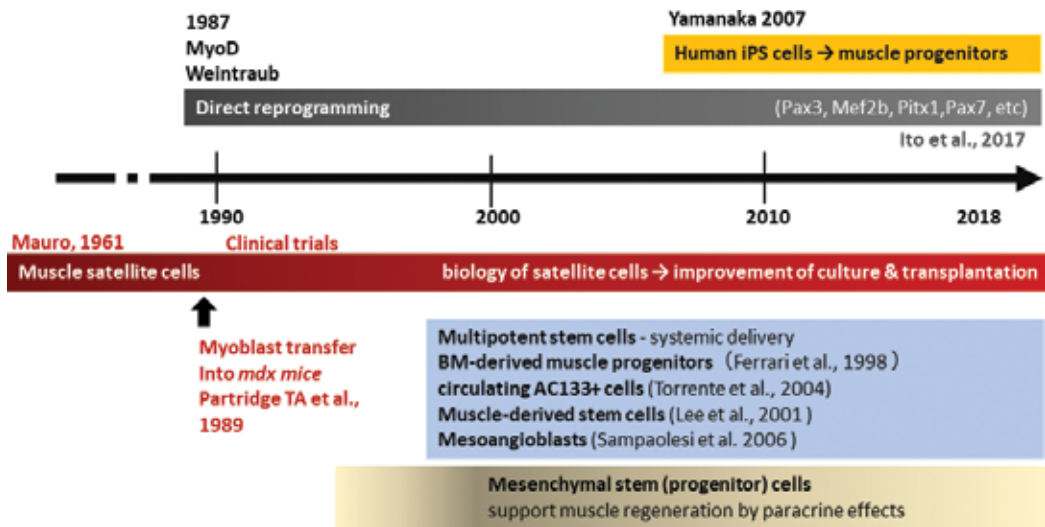 1987
MyoD
Weintraub
Yamanaka 2007
Human iPS cells → muscle progenitors
Direct reprogramming (Pax3, Mef2b, Pitx1,Pax7, etc)
Ito et al., 2017
1990 2000 2010 2018
Mauro, 1961 Clinical trials
Muscle satellite cells biology of satellite cells → improvement of culture & transplantation
Myoblast transfer
Into mdx mice
Partridge TA et al.,
1989
Multipotent stem cells - systemic delivery
BM-derived muscle progenitors （Ferrari et al., 1998 ）
circulating AC133+ cells (Torrente et al., 2004)
Muscle-derived stem cells (Lee et al., 2001)
Mesoangioblasts (Sampaolesi et al. 2006 )
Mesenchymal stem (progenitor) cells
support muscle regeneration by paracrine effects